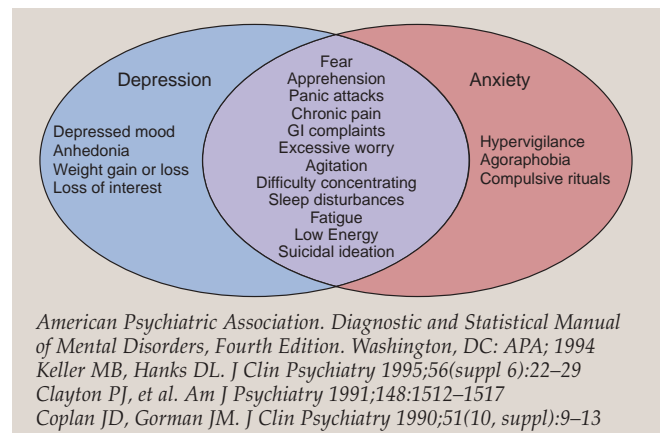 Depression
Depressed mood
Anhedonia
Weight gain or loss
Loss of interest
Fear
Apprehension
Panic attacks
Chronic pain
GI complaints
Excessive worry
Agitation
Difficulty concentrating
Sleep disturbances
Fatigue
Low Energy
Suicidal ideation
Anxiety
Hypervigilance
Agoraphobia
Compulsive rituals
American Psychiatric Association. Diagnostic and Statistical Manual
of Mental Disorders, Fourth Edition. Washington, DC: APA; 1994
Keller MB, Hanks DL. J Clin Psychiatry 1995;56(suppl 6):22–29
Clayton PJ, et al. Am J Psychiatry 1991;148:1512–1517
Coplan JD, Gorman JM. J Clin Psychiatry 1990;51(10, suppl):9–13